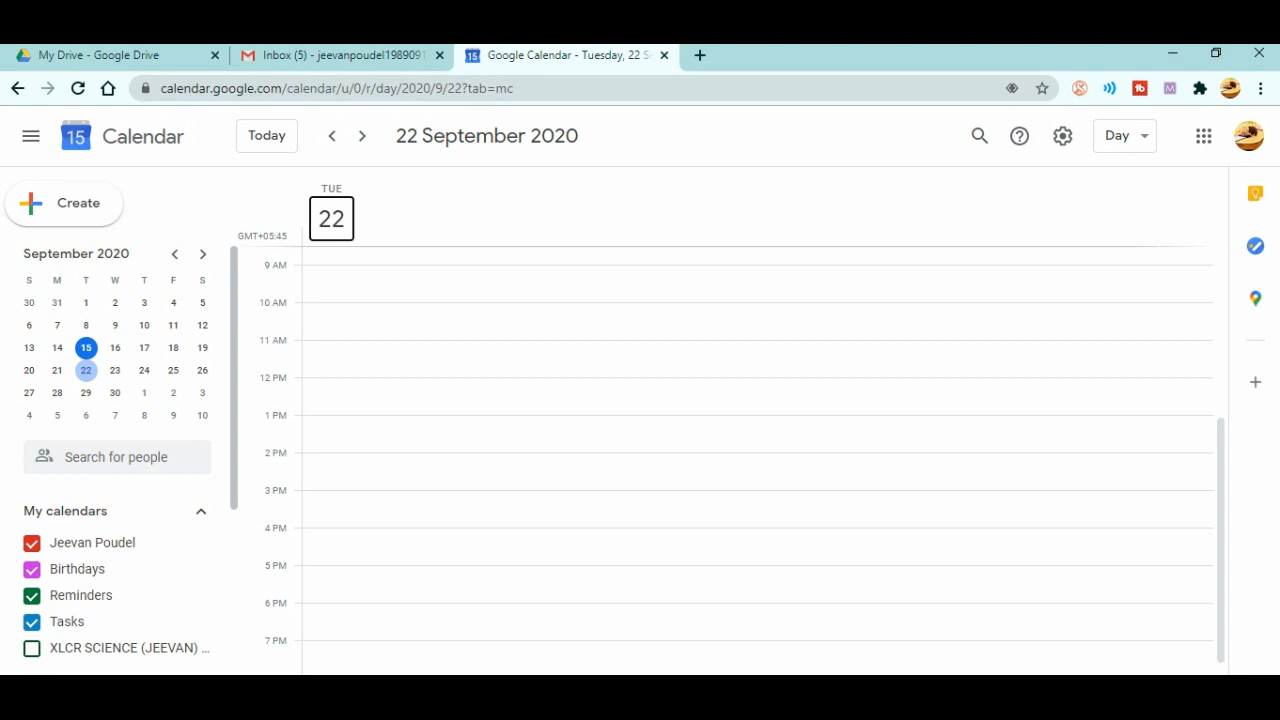 My Drive - Google Drive
Inbox (5) - jeevanpoudel1989091
15 Google Calendar - Tuesday, 22 S
calendar.google.com/calendar/u/0/r/day/2020/9/22?tab=mc
15 Calendar Today 22 September 2020 Day
Create
TUE
22
GMT+05:45
September 2020
S M T W T F S
30 31 1 2 3 4 5
6 7 8 9 10 11 12
13 14 15 16 17 18 19
20 21 22 23 24 25 26
27 28 29 30 1 2 3
4 5 6 7 8 9 10
Search for people
My calendars
Jeevan Poudel
Birthdays
Reminders
Tasks
XLCR SCIENCE (JEEVAN) ...
9 AM
10 AM
11 AM
12 PM
1 PM
2 PM
3 PM
4 PM
5 PM
6 PM
7 PM